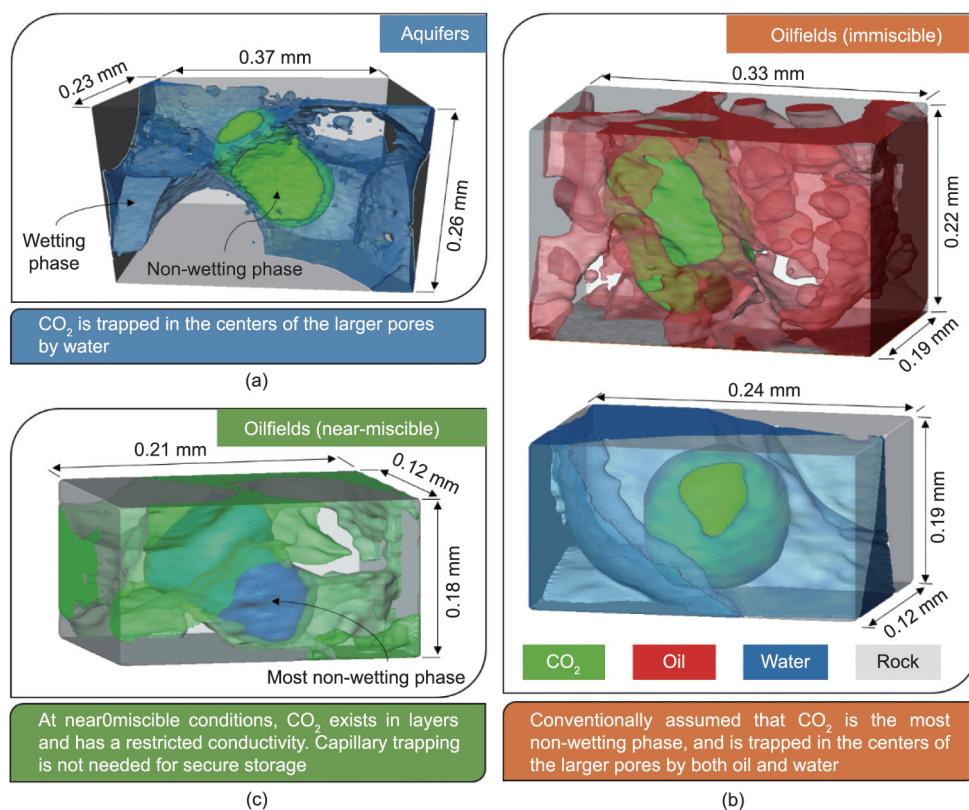 Aquifers
0.23 mm
0.37 mm
0.26 mm
Wetting
phase
Non-wetting phase
CO₂ is trapped in the centers of the larger pores
by water
(a)
Oilfields (near-miscible)
0.21 mm
0.12 mm
0.18 mm
Most non-wetting phase
At near0miscible conditions, CO₂ exists in layers
and has a restricted conductivity. Capillary trapping
is not needed for secure storage
(c)
Oilfields (immiscible)
0.33 mm
0.22 mm
0.19 mm
0.24 mm
0.19 mm
0.12 mm
CO₂
Oil
Water
Rock
Conventionally assumed that CO₂ is the most
non-wetting phase, and is trapped in the centers of
the larger pores by both oil and water
(b)